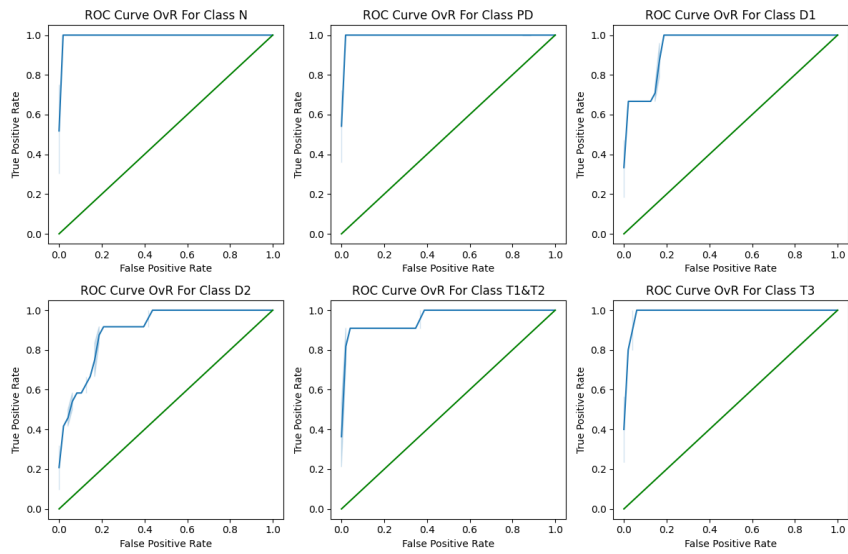 ROC Curve OvR For Class N
1.0
0.8
0.6
0.4
0.2
0.0
True Positive Rate
0.0 0.2 0.4 0.6 0.8 1.0
False Positive Rate
ROC Curve OvR For Class PD
1.0
0.8
0.6
0.4
0.2
0.0
True Positive Rate
0.0 0.2 0.4 0.6 0.8 1.0
False Positive Rate
ROC Curve OvR For Class D1
1.0
0.8
0.6
0.4
0.2
0.0
True Positive Rate
0.0 0.2 0.4 0.6 0.8 1.0
False Positive Rate
ROC Curve OvR For Class D2
1.0
0.8
0.6
0.4
0.2
0.0
True Positive Rate
0.0 0.2 0.4 0.6 0.8 1.0
False Positive Rate
ROC Curve OvR For Class T1&T2
1.0
0.8
0.6
0.4
0.2
0.0
True Positive Rate
0.0 0.2 0.4 0.6 0.8 1.0
False Positive Rate
ROC Curve OvR For Class T3
1.0
0.8
0.6
0.4
0.2
0.0
True Positive Rate
0.0 0.2 0.4 0.6 0.8 1.0
False Positive Rate